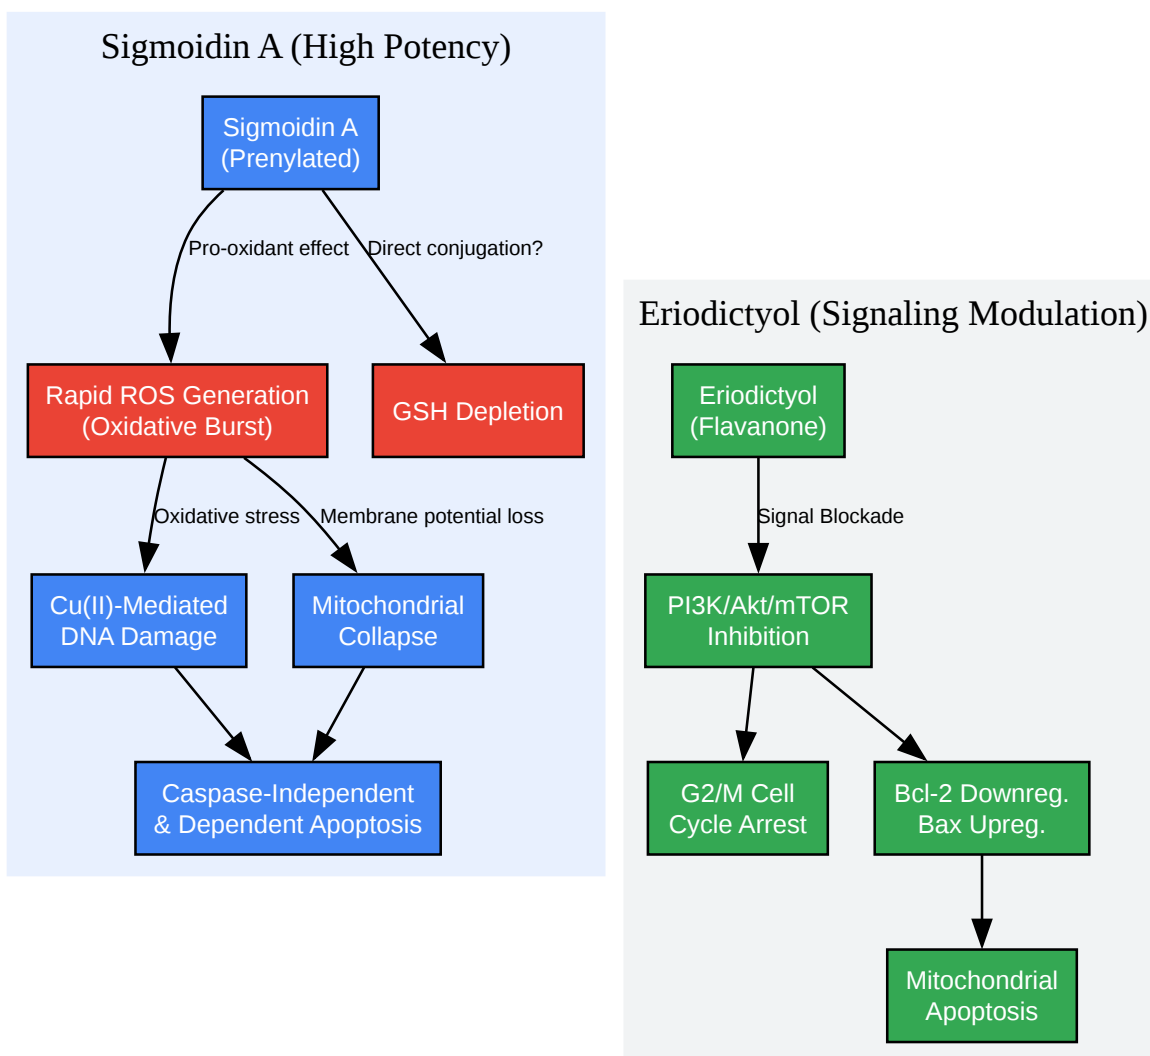 Sigmoidin A (High Potency)
Sigmoidin A
(Prenylated)
Pro-oxidant effect
Direct conjugation?
Rapid ROS Generation
(Oxidative Burst)
GSH Depletion
Oxidative stress
Membrane potential loss
Cu(II)-Mediated
DNA Damage
Mitochondrial
Collapse
Caspase-Independent
& Dependent Apoptosis
Eriodictyol (Signaling Modulation)
Eriodictyol
(Flavanone)
Signal Blockade
PI3K/Akt/mTOR
Inhibition
G2/M Cell
Cycle Arrest
Bcl-2 Downreg.
Bax Upreg.
Mitochondrial
Apoptosis